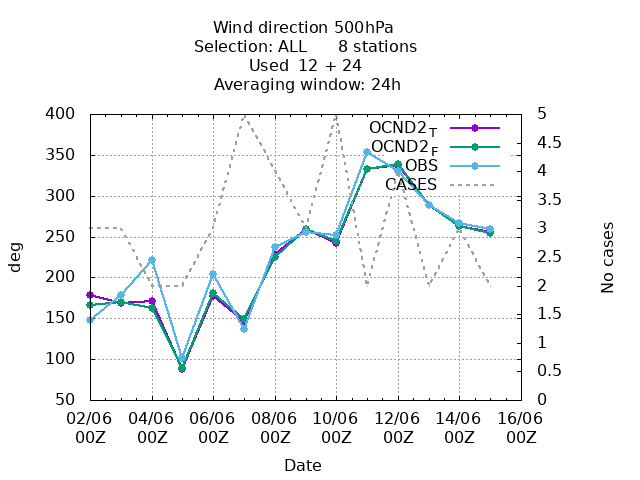 Wind direction 500hPa
Selection: ALL      8 stations
Used  12 + 24
Averaging window: 24h
400
350
300
250
200
150
100
50
deg
5
4.5
4
3.5
3
2.5
2
1.5
1
0.5
0
No cases
OCND2T
OCND2F
OBS
CASES
02/06 04/06 06/06 08/06 10/06 12/06 14/06 16/06
00Z 00Z 00Z 00Z 00Z 00Z 00Z 00Z
Date